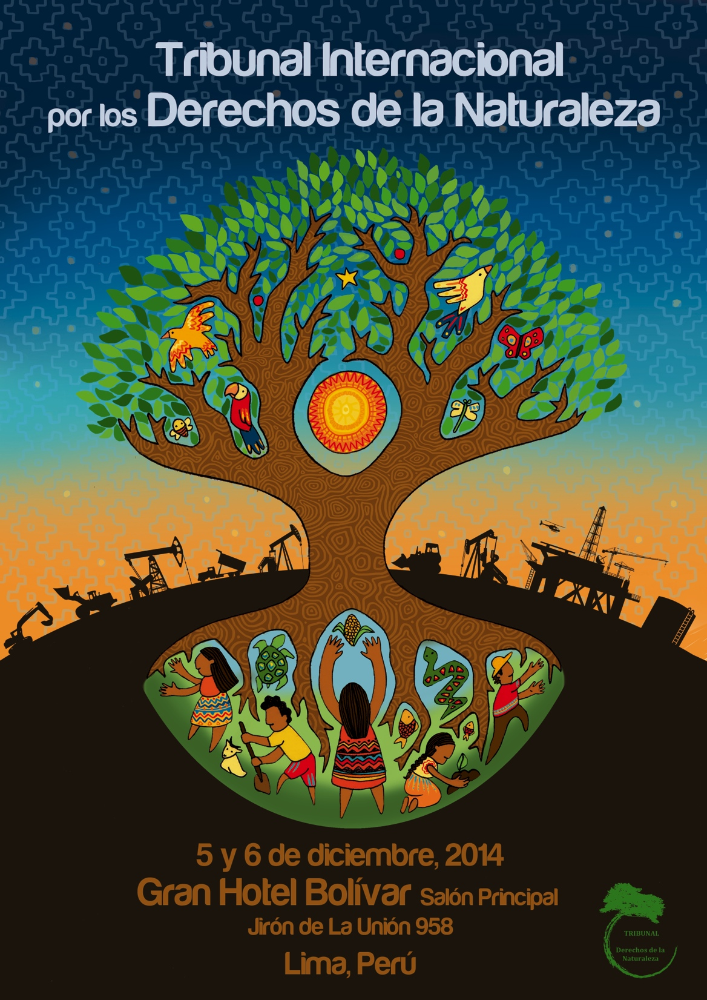 Tribunal Internacional
por los Derechos de la Naturaleza
5 y 6 de diciembre, 2014
Gran Hotel Bolívar Salón Principal
Jirón de La Unión 958
Lima, Perú
TRIBUNAL
Derechos de la
Naturaleza